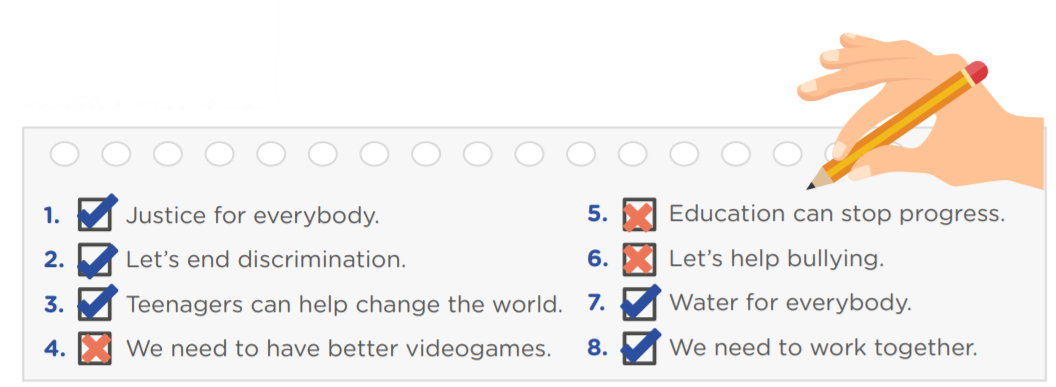 1. Justice for everybody.
2. Let's end discrimination.
3. Teenagers can help change the world.
4. We need to have better videogames.
5. Education can stop progress.
6. Let's help bullying.
7. Water for everybody.
8. We need to work together.